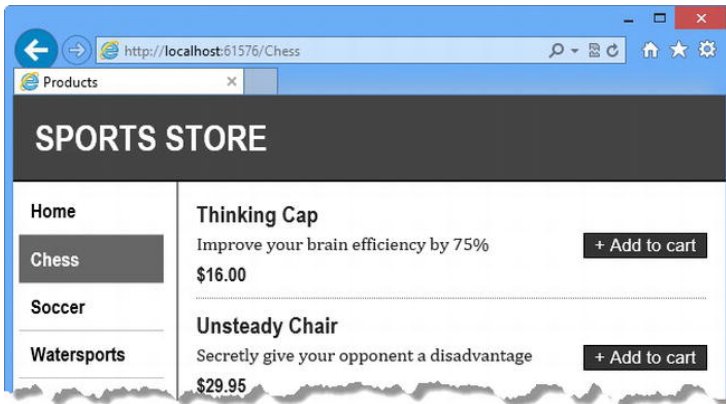 http://localhost:61576/Chess
Products
SPORTS STORE
Home
Chess
Soccer
Watersports
Thinking Cap
Improve your brain efficiency by 75%
$16.00
+ Add to cart
Unsteady Chair
Secretly give your opponent a disadvantage
$29.95
+ Add to cart